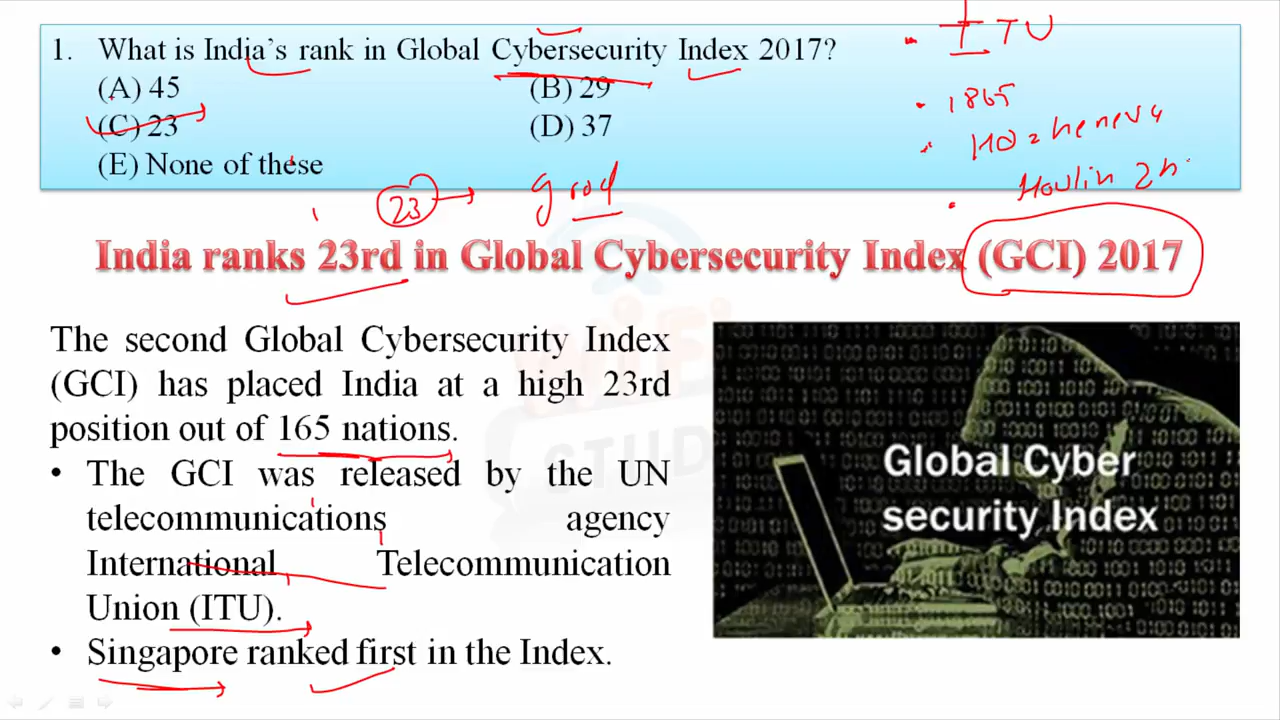 1. What is India's rank in Global Cybersecurity Index 2017?
(A) 45 (B) 29
(C) 23 (D) 37
(E) None of these
ITU
1865
23 grod
India ranks 23rd in Global Cybersecurity Index (GCI) 2017
The second Global Cybersecurity Index
(GCI) has placed India at a high 23rd
position out of 165 nations.
• The GCI was released by the UN
telecommunications agency
International Telecommunication
Union (ITU).
• Singapore ranked first in the Index.
Global Cyber
security Index
WiFi
STUDY